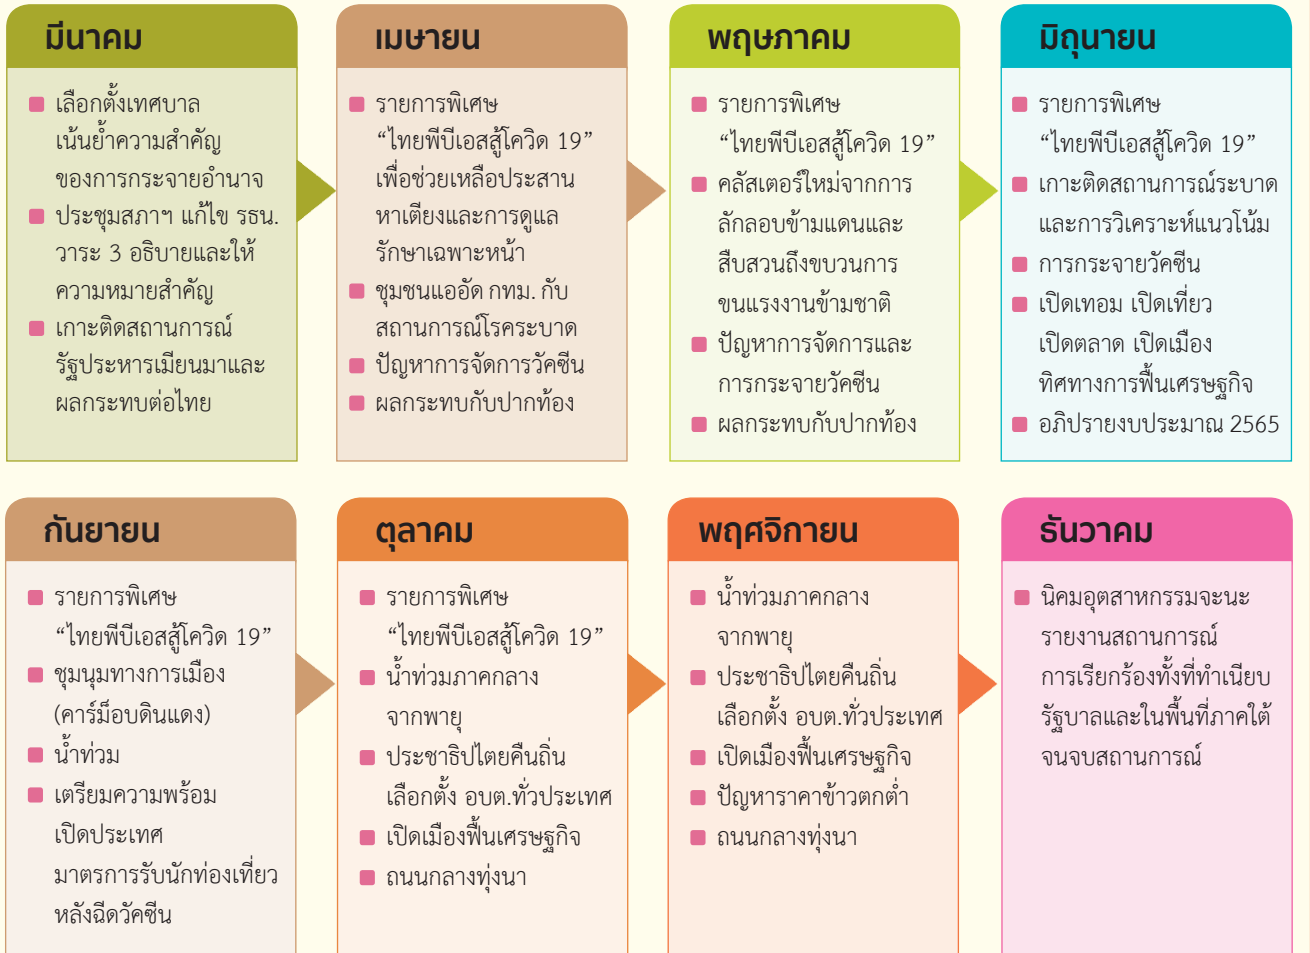 มีนาคม
เลือกตั้งเทศบาล
เน้นย้ำความสำคัญ
ของการกระจายอำนาจ
ประชุมสภาฯ แก้ไข รธน.
วาระ 3 อธิบายและให้
ความหมายสำคัญ
เกาะติดสถานการณ์
รัฐประหารเมียนมาและ
ผลกระทบต่อไทย
เมษายน
รายการพิเศษ
“ไทยพีบีเอสสู้โควิด 19”
เพื่อช่วยเหลือประสาน
หาเตียงและการดูแล
รักษาเฉพาะหน้า
ชุมชนแออัด กทม. กับ
สถานการณ์โรคระบาด
ปัญหาการจัดการวัคซีน
ผลกระทบกับปากท้อง
พฤษภาคม
รายการพิเศษ
“ไทยพีบีเอสสู้โควิด 19”
คลัสเตอร์ใหม่จากการ
ลักลอบข้ามแดนและ
สืบสวนถึงขบวนการ
ขนแรงงานข้ามชาติ
ปัญหาการจัดการและ
การกระจายวัคซีน
ผลกระทบกับปากท้อง
มิถุนายน
รายการพิเศษ
“ไทยพีบีเอสสู้โควิด 19”
เกาะติดสถานการณ์ระบาด
และการวิเคราะห์แนวโน้ม
การกระจายวัคซีน
เปิดเทอม เปิดเที่ยว
เปิดตลาด เปิดเมือง
ทิศทางการฟื้นเศรษฐกิจ
อภิปรายงบประมาณ 2565
กันยายน
รายการพิเศษ
“ไทยพีบีเอสสู้โควิด 19”
ชุมนุมทางการเมือง
(คาร์ม็อบดินแดง)
น้ำท่วม
เตรียมความพร้อม
เปิดประเทศ
มาตรการรับนักท่องเที่ยว
หลังฉีดวัคซีน
ตุลาคม
รายการพิเศษ
“ไทยพีบีเอสสู้โควิด 19”
น้ำท่วมภาคกลาง
จากพายุ
ประชาธิปไตยคืนถิ่น
เลือกตั้ง อบต.ทั่วประเทศ
เปิดเมืองฟื้นเศรษฐกิจ
ถนนกลางทุ่งนา
พฤศจิกายน
น้ำท่วมภาคกลาง
จากพายุ
ประชาธิปไตยคืนถิ่น
เลือกตั้ง อบต.ทั่วประเทศ
เปิดเมืองฟื้นเศรษฐกิจ
ปัญหาราคาข้าวตกต่ำ
ถนนกลางทุ่งนา
ธันวาคม
นิคมอุตสาหกรรมจะนะ
รายงานสถานการณ์
การเรียกร้องทั้งที่ทำเนียบ
รัฐบาลและในพื้นที่ภาคใต้
จนจบสถานการณ์